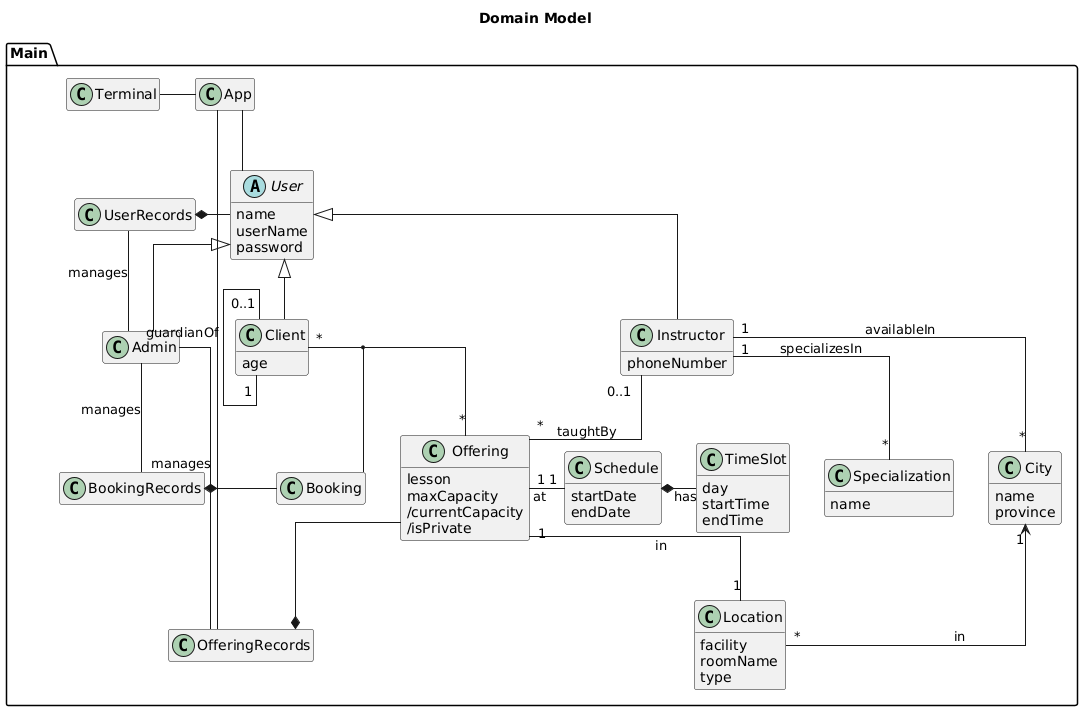 Domain Model
Main
C Terminal
C App
A User
name
userName
password
C UserRecords
manages
0..1
guardianOf
C Client
age
*
1
C Admin
manages
manages
C Instructor
phoneNumber
1
availableIn
1
specializesIn
0..1
*
*
taughtBy
*
*
C Offering
lesson
maxCapacity
/currentCapacity
/isPrivate
1 1
at
C Schedule
startDate
endDate
has
C TimeSlot
day
startTime
endTime
C Specialization
name
C City
name
province
C BookingRecords
C Booking
1
in
1
1
C Location
facility
roomName
type
*
in
C OfferingRecords